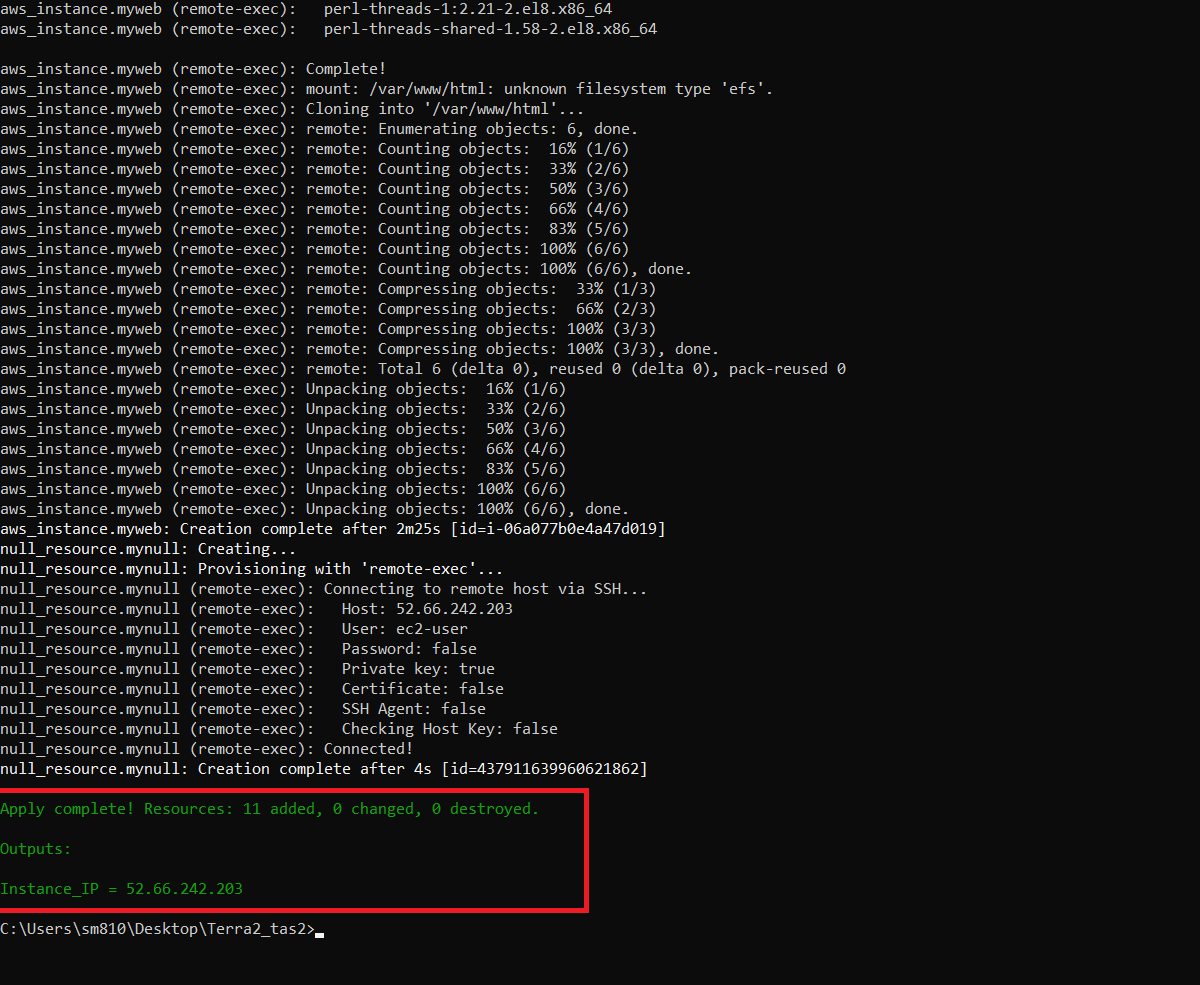 aws_instance.myweb (remote-exec):   perl-threads-1:2.21-2.el8.x86_64
aws_instance.myweb (remote-exec):   perl-threads-shared-1.58-2.el8.x86_64
aws_instance.myweb (remote-exec): Complete!
aws_instance.myweb (remote-exec): mount: /var/www/html: unknown filesystem type 'efs'.
aws_instance.myweb (remote-exec): Cloning into '/var/www/html'...
aws_instance.myweb (remote-exec): remote: Enumerating objects: 6, done.
aws_instance.myweb (remote-exec): remote: Counting objects:  16% (1/6)
aws_instance.myweb (remote-exec): remote: Counting objects:  33% (2/6)
aws_instance.myweb (remote-exec): remote: Counting objects:  50% (3/6)
aws_instance.myweb (remote-exec): remote: Counting objects:  66% (4/6)
aws_instance.myweb (remote-exec): remote: Counting objects:  83% (5/6)
aws_instance.myweb (remote-exec): remote: Counting objects: 100% (6/6)
aws_instance.myweb (remote-exec): remote: Counting objects: 100% (6/6), done.
aws_instance.myweb (remote-exec): remote: Compressing objects:  33% (1/3)
aws_instance.myweb (remote-exec): remote: Compressing objects:  66% (2/3)
aws_instance.myweb (remote-exec): remote: Compressing objects: 100% (3/3)
aws_instance.myweb (remote-exec): remote: Compressing objects: 100% (3/3), done.
aws_instance.myweb (remote-exec): remote: Total 6 (delta 0), reused 0 (delta 0), pack-reused 0
aws_instance.myweb (remote-exec): Unpacking objects:  16% (1/6)
aws_instance.myweb (remote-exec): Unpacking objects:  33% (2/6)
aws_instance.myweb (remote-exec): Unpacking objects:  50% (3/6)
aws_instance.myweb (remote-exec): Unpacking objects:  66% (4/6)
aws_instance.myweb (remote-exec): Unpacking objects:  83% (5/6)
aws_instance.myweb (remote-exec): Unpacking objects: 100% (6/6)
aws_instance.myweb (remote-exec): Unpacking objects: 100% (6/6), done.
aws_instance.myweb: Creation complete after 2m25s [id=i-06a077b0e4a47d019]
null_resource.mynull: Creating...
null_resource.mynull: Provisioning with 'remote-exec'...
null_resource.mynull (remote-exec): Connecting to remote host via SSH...
null_resource.mynull (remote-exec):   Host: 52.66.242.203
null_resource.mynull (remote-exec):   User: ec2-user
null_resource.mynull (remote-exec):   Password: false
null_resource.mynull (remote-exec):   Private key: true
null_resource.mynull (remote-exec):   Certificate: false
null_resource.mynull (remote-exec):   SSH Agent: false
null_resource.mynull (remote-exec):   Checking Host Key: false
null_resource.mynull (remote-exec): Connected!
null_resource.mynull: Creation complete after 4s [id=437911639960621862]
Apply complete! Resources: 11 added, 0 changed, 0 destroyed.
Outputs:
Instance_IP = 52.66.242.203
C:\Users\sm810\Desktop\Terra2_tas2>